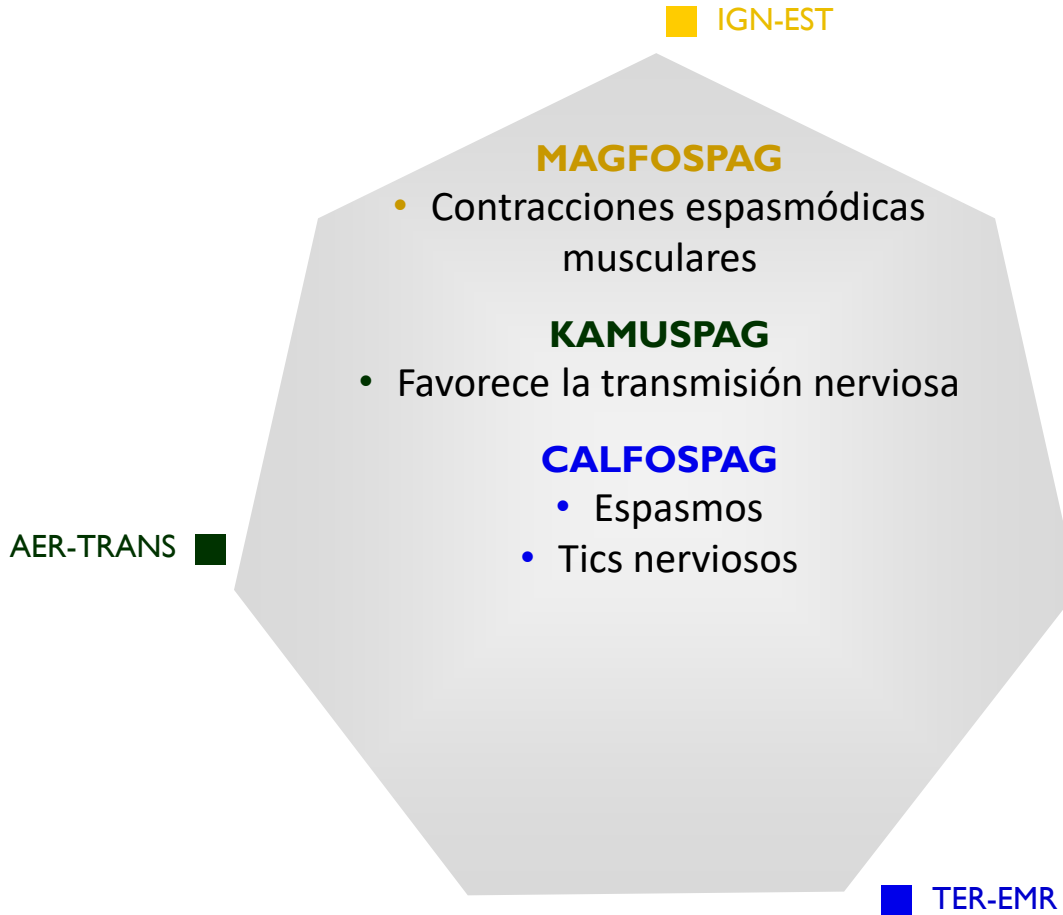 IGN-EST
MAGFOSPAG
• Contracciones espasmódicas
musculares
KAMUSPAG
• Favorece la transmisión nerviosa
CALFOSPAG
• Espasmos
• Tics nerviosos
AER-TRANS
TER-EMR